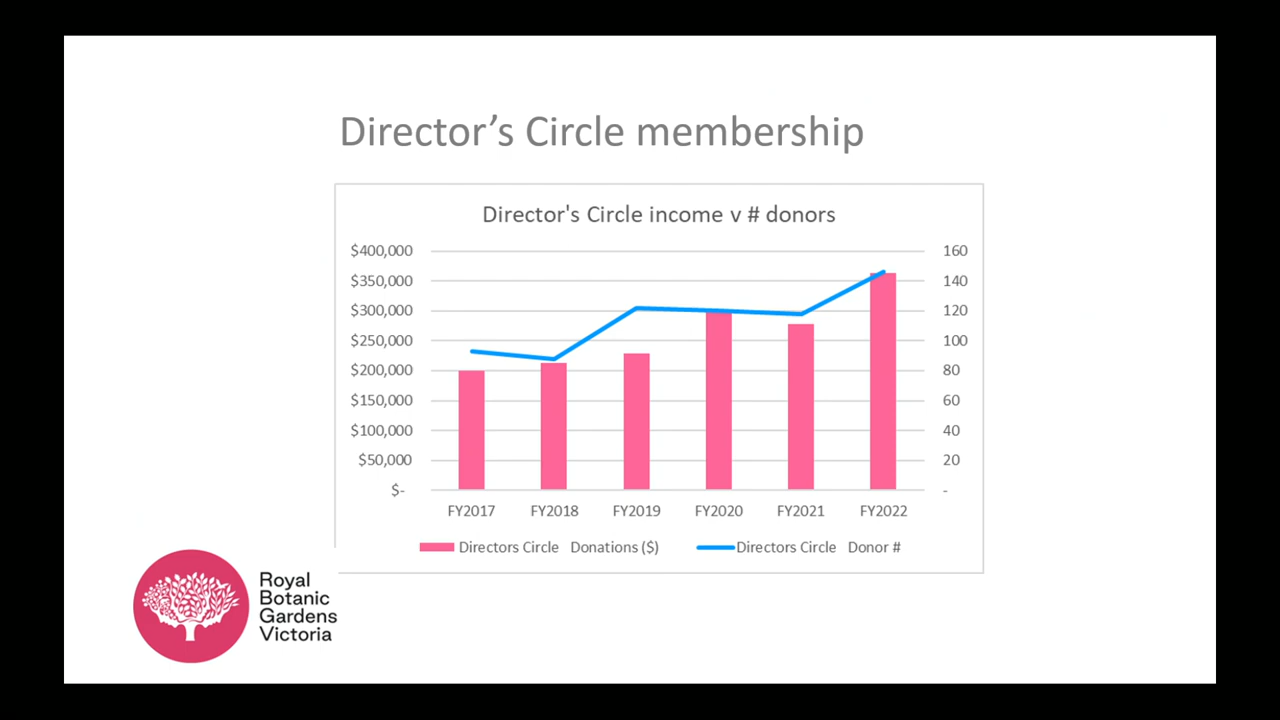 Director’s Circle membership
Director's Circle income v # donors
$400,000
$350,000
$300,000
$250,000
$200,000
$150,000
$100,000
$50,000
$-
160
140
120
100
80
60
40
20
-
FY2017 FY2018 FY2019 FY2020 FY2021 FY2022
Directors Circle Donations ($) Directors Circle Donor #
Royal
Botanic
Gardens
Victoria